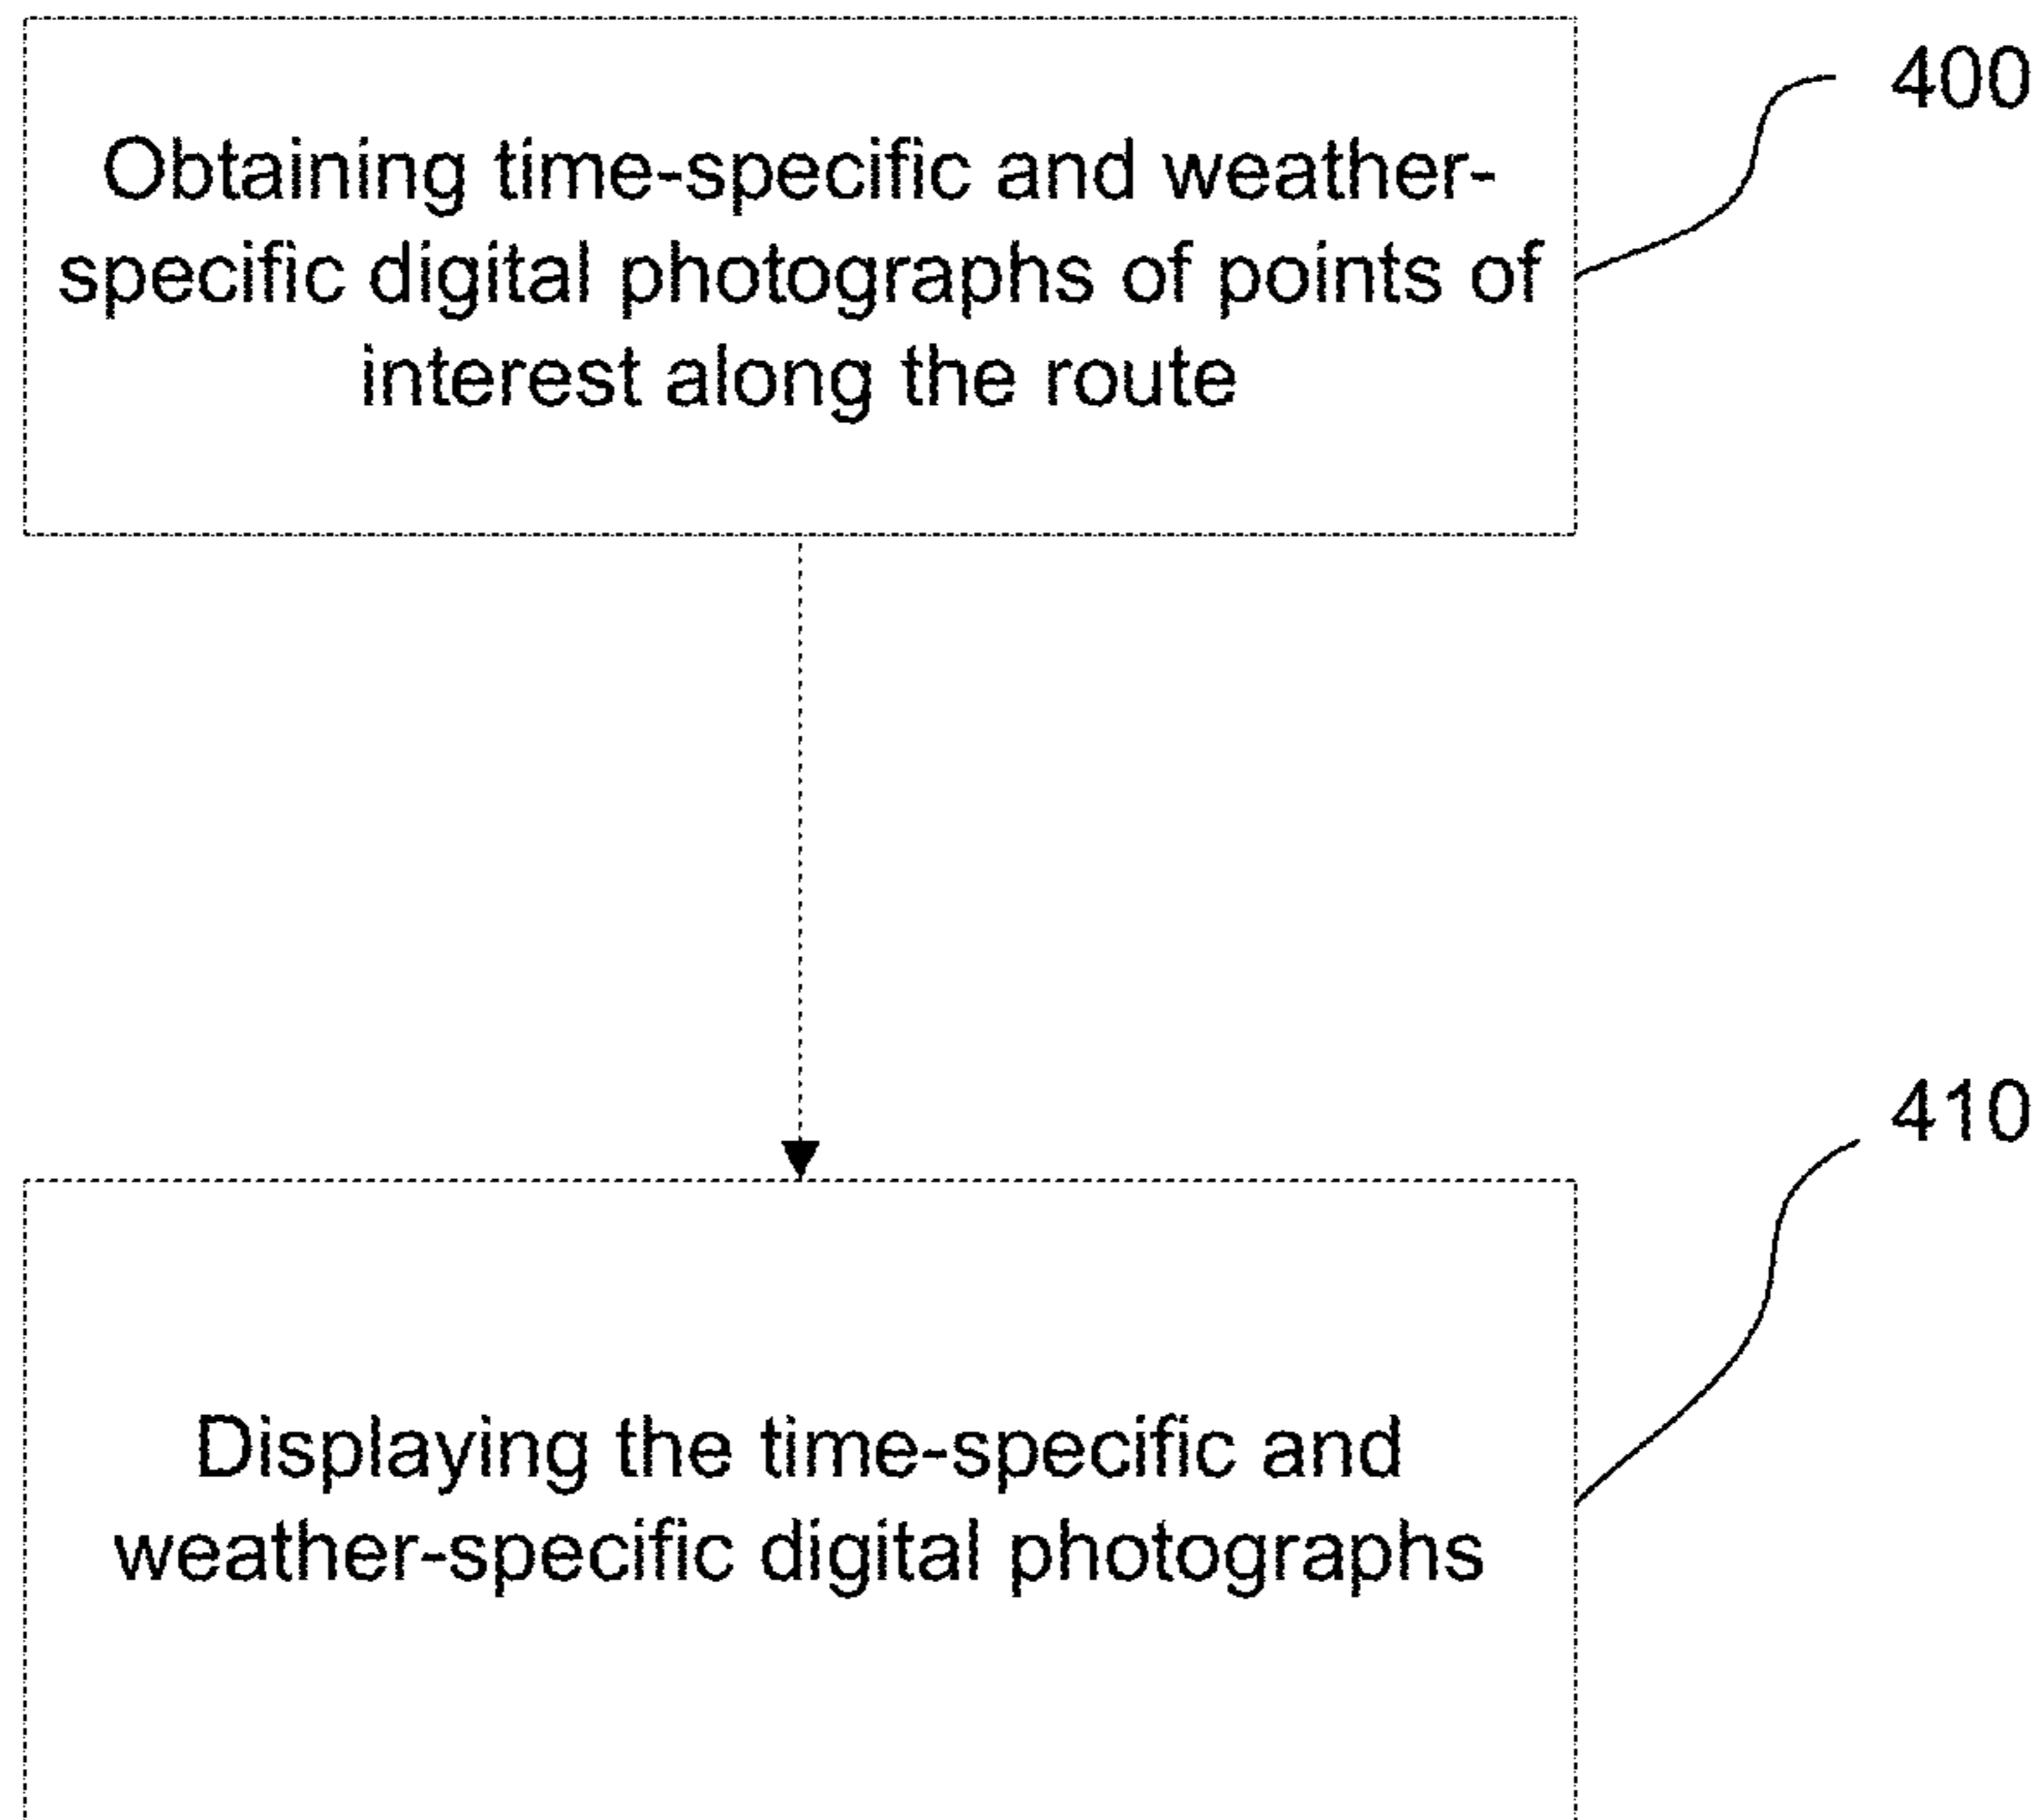 400
Obtaining time-specific and weather-
specific digital photographs of points of
interest along the route
410
Displaying the time-specific and
weather-specific digital photographs